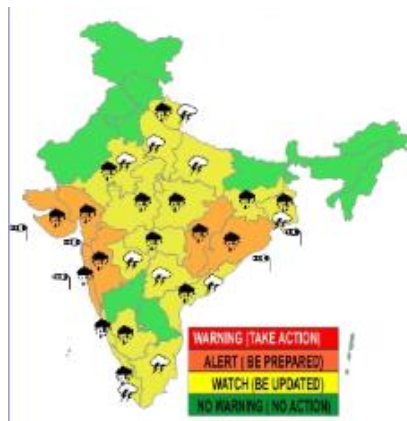 WARNING (TAKE ACTION)
ALERT ( BE PREPARED)
WATCH (BE UPDATED)
NO WARNING ( NO ACTION)